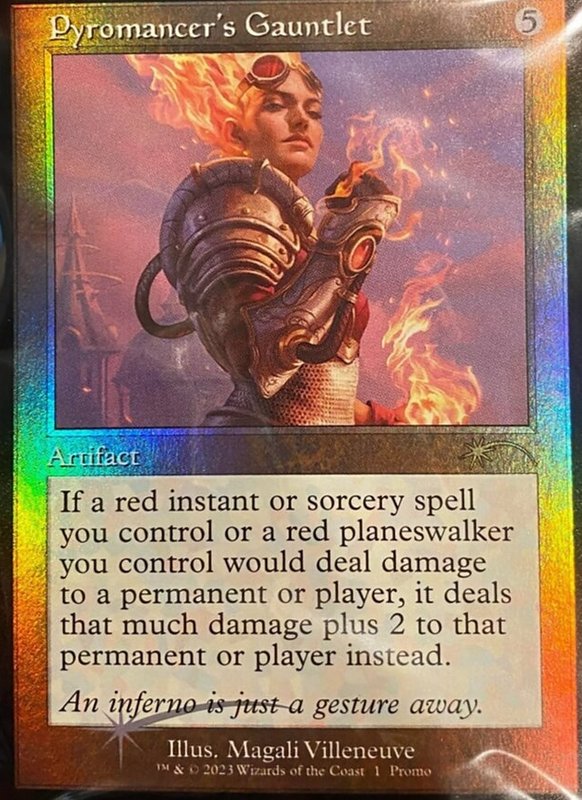 Pyromancer's Gauntlet 5
Artifact
If a red instant or sorcery spell
you control or a red planeswalker
you control would deal damage
to a permanent or player, it deals
that much damage plus 2 to that
permanent or player instead.
An inferno is just a gesture away.
Illus. Magali Villeneuve
™ & © 2023 Wizards of the Coast 1 Promo